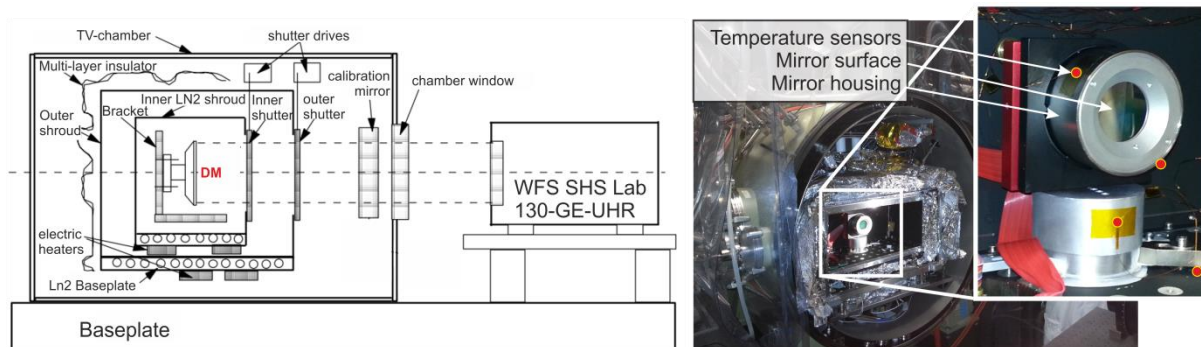 TV-chamber
shutter drives
Multi-layer insulator
calibration
mirror
chamber window
Inner LN2 shroud
Inner
shutter
outer
shutter
Outer
shroud
Bracket
DM
WFS SHS Lab
130-GE-UHR
electric
heaters
Ln2 Baseplate
Baseplate
Temperature sensors
Mirror surface
Mirror housing